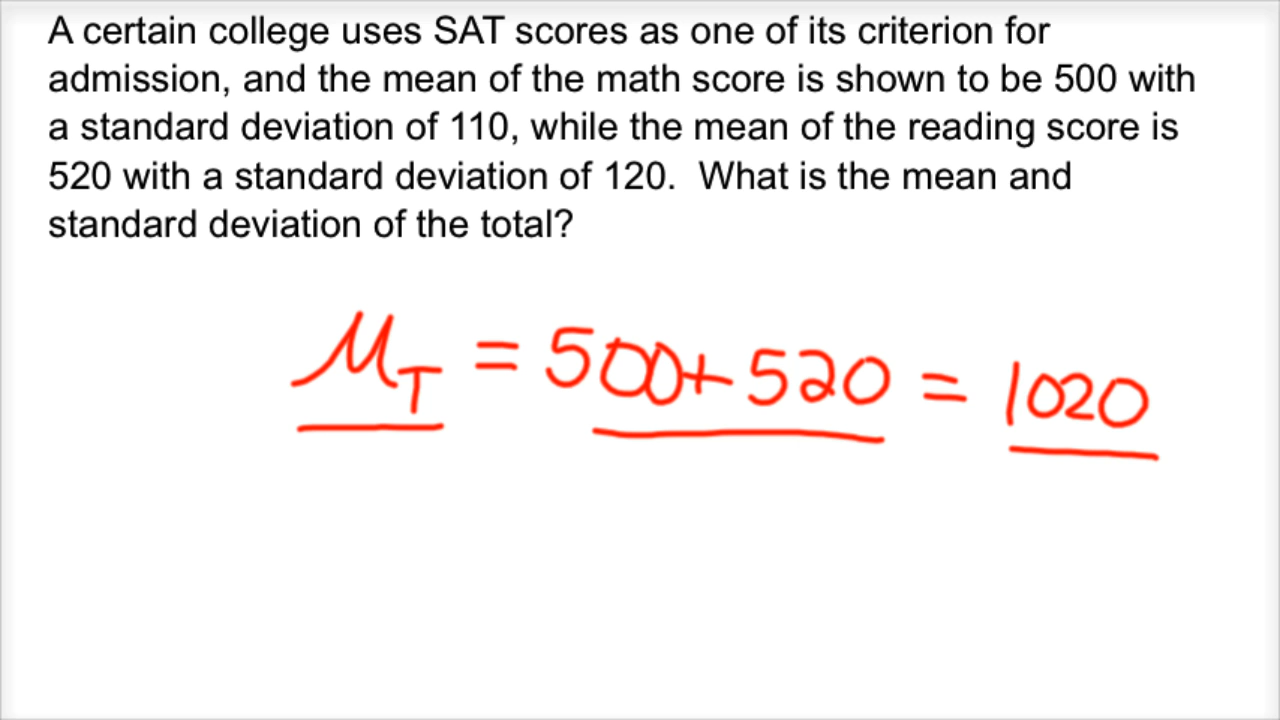 A certain college uses SAT scores as one of its criterion for
admission, and the mean of the math score is shown to be 500 with
a standard deviation of 110, while the mean of the reading score is
520 with a standard deviation of 120.  What is the mean and
standard deviation of the total?
μ_T = 500+520 = 1020